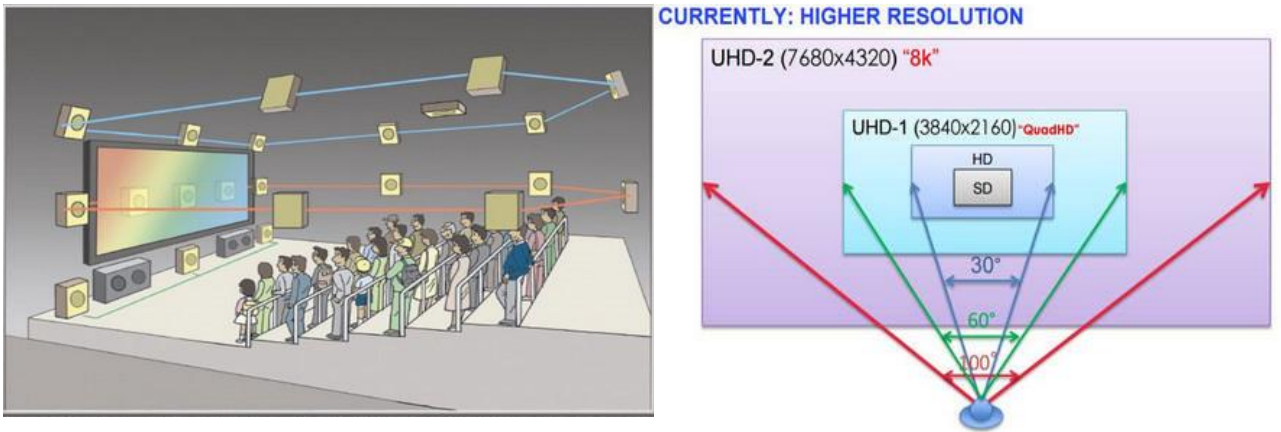 CURRENTLY: HIGHER RESOLUTION
UHD-2 (7680x4320) "8k"
UHD-1 (3840x2160) "QuadHD"
HD
SD
30°
60°
100°